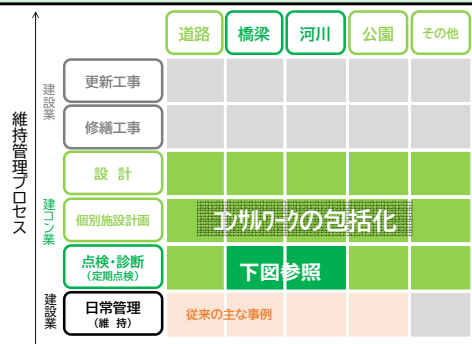 道路 橋梁 河川 公園 その他
維持管理プロセス
建設業
更新工事
修繕工事
建コン業
設 計
個別施設計画
コンサルワークの包括化
点検・診断
(定期点検)
下図参照
建設業
日常管理
(維 持)
従来の主な事例